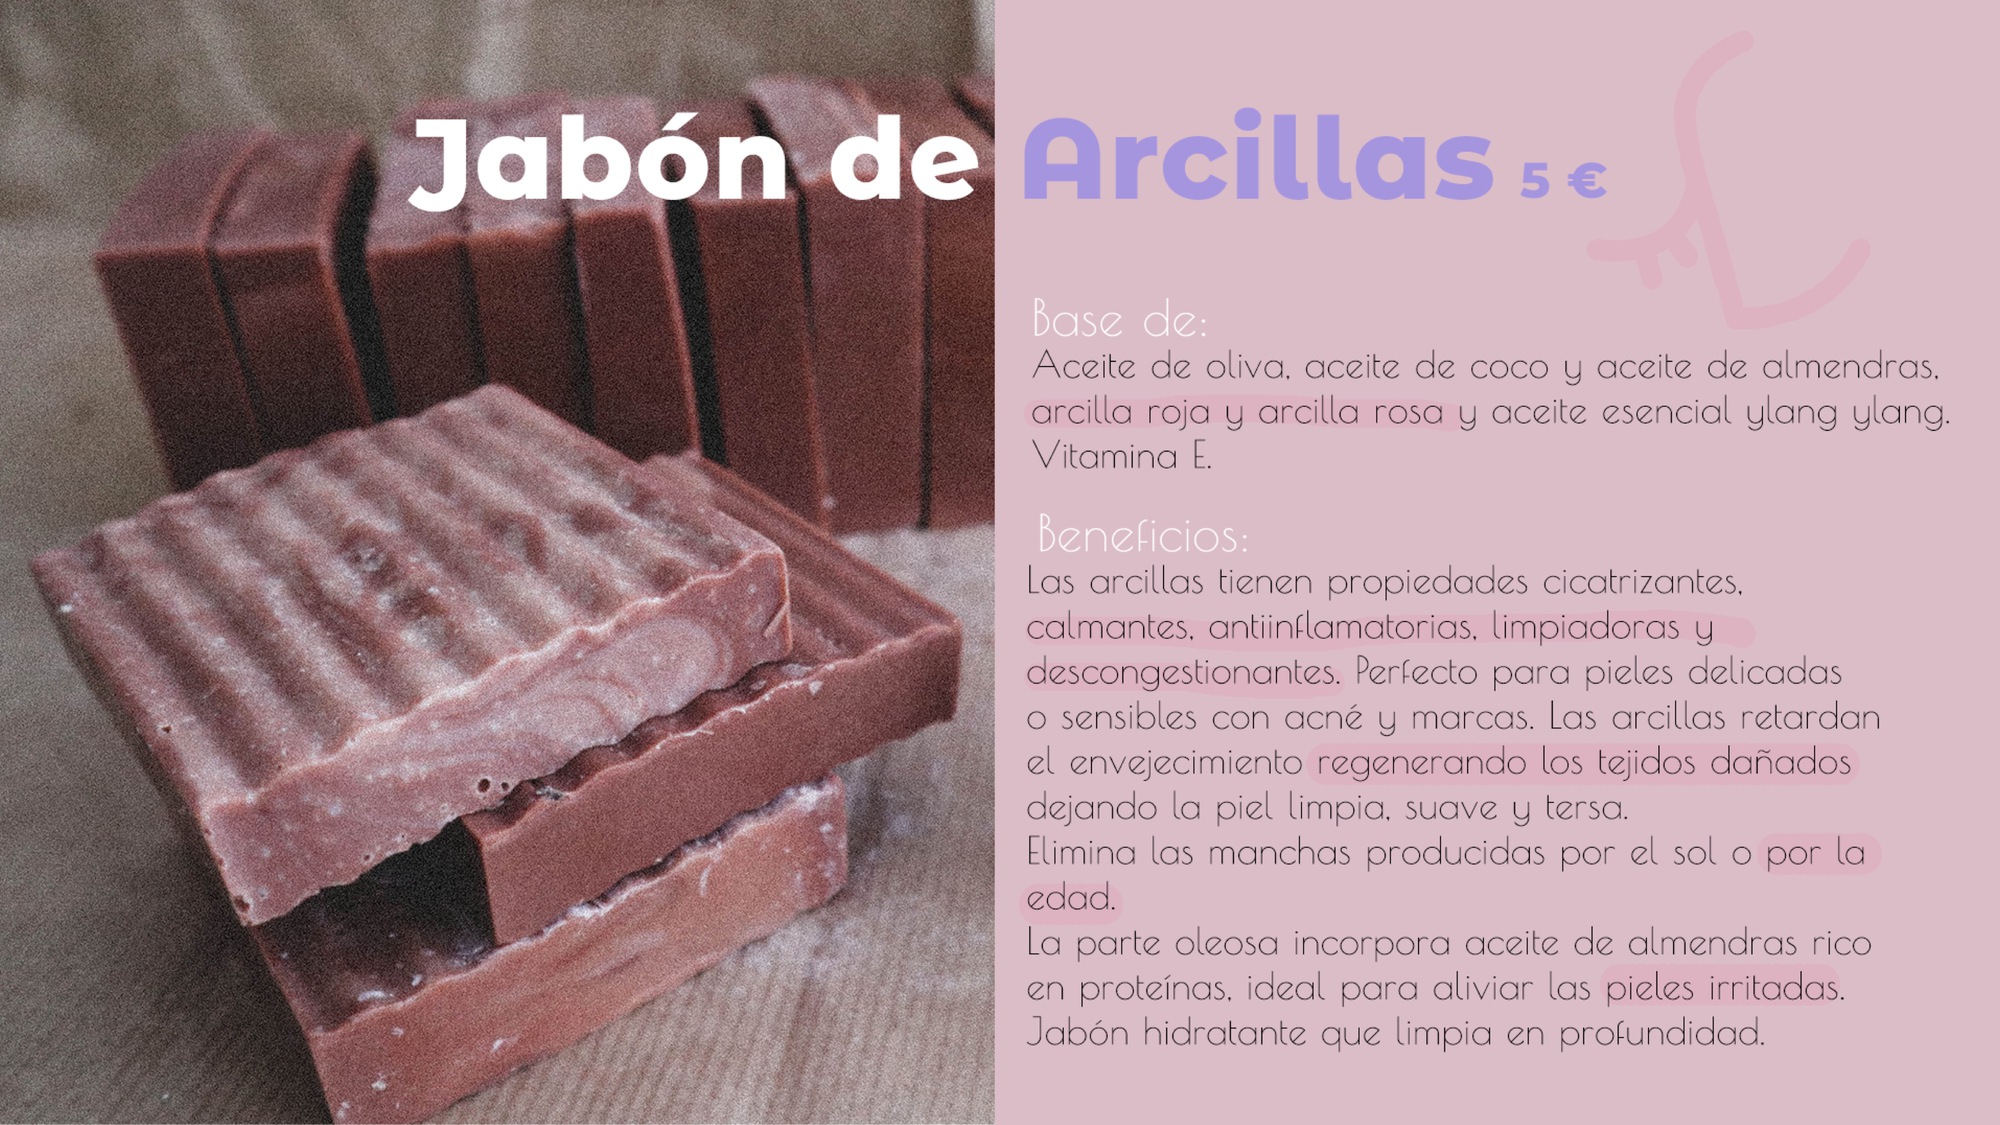 Jabón de Arcillas 5 €
Base de:
Aceite de oliva, aceite de coco y aceite de almendras,
arcilla roja y arcilla rosa y aceite esencial ylang ylang.
Vitamina E.
Beneficios:
Las arcillas tienen propiedades cicatrizantes,
calmantes, antiinflamatorias, limpiadoras y
descongestionantes. Perfecto para pieles delicadas
o sensibles con acné y marcas. Las arcillas retardan
el envejecimiento regenerando los tejidos dañados
dejando la piel limpia, suave y tersa.
Elimina las manchas producidas por el sol o por la
edad.
La parte oleosa incorpora aceite de almendras rico
en proteínas, ideal para aliviar las pieles irritadas.
Jabón hidratante que limpia en profundidad.